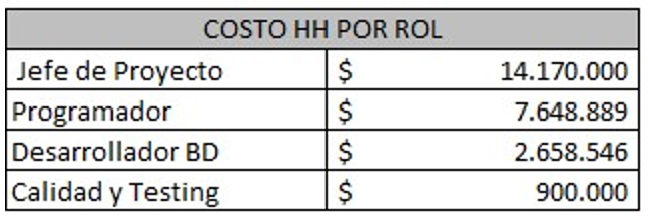 COSTO HH POR ROL
Jefe de Proyecto $ 14.170.000
Programador $ 7.648.889
Desarrollador BD $ 2.658.546
Calidad y Testing $ 900.000